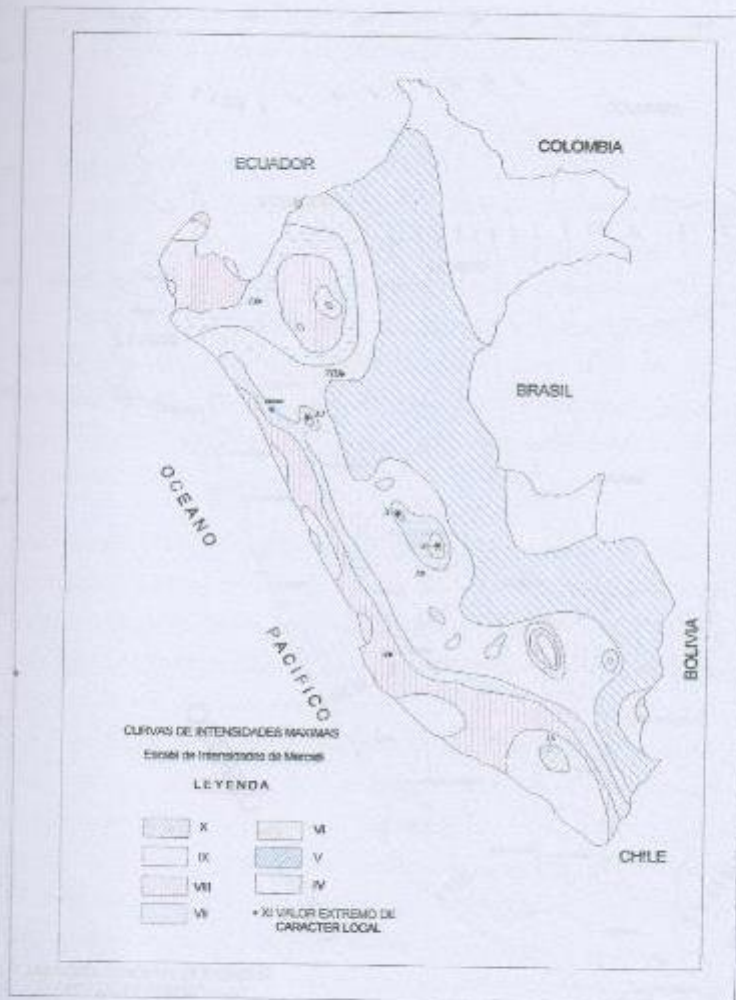 ECUADOR
COLOMBIA
BRASIL
OCEANO
PACIFICO
BOLIVIA
CHILE
CURVAS DE INTENSIDADES MAXIMAS
Escala de Intensidades de Mercalli
LEYENDA
X
IX
VIII
VII
VI
V
IV
* XI VALOR EXTREMO DE
CARACTER LOCAL